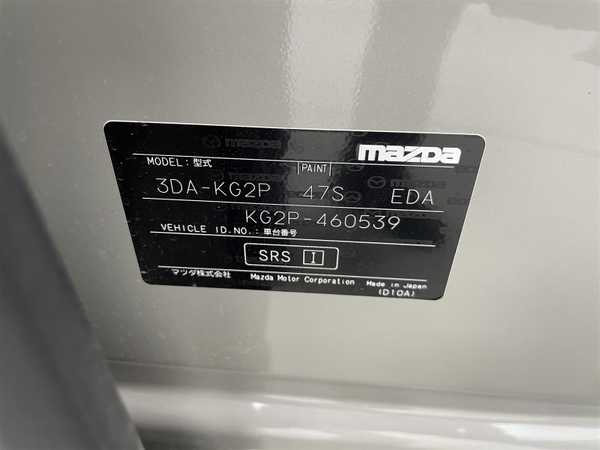 mazda
MODEL:型式 PAINT
3DA-KG2P 47S EDA
KG2P-460539
VEHICLE ID.NO.:車台番号
SRS I
マツダ株式会社 Mazda Motor Corporation Made in Japan
(D10A)